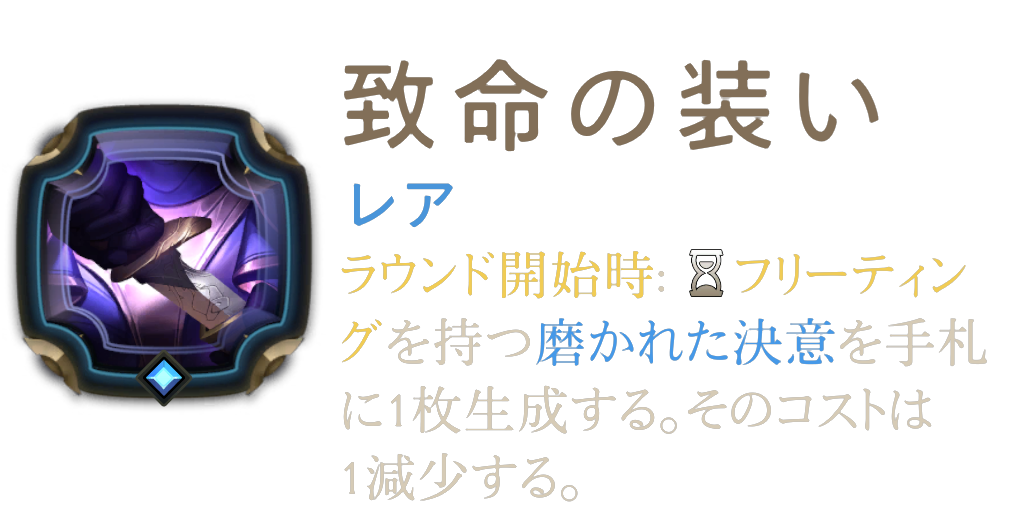 致命の装い
レア
ラウンド開始時: フリーティン
グを持つ磨かれた決意を手札
に1枚生成する。そのコストは
1減少する。